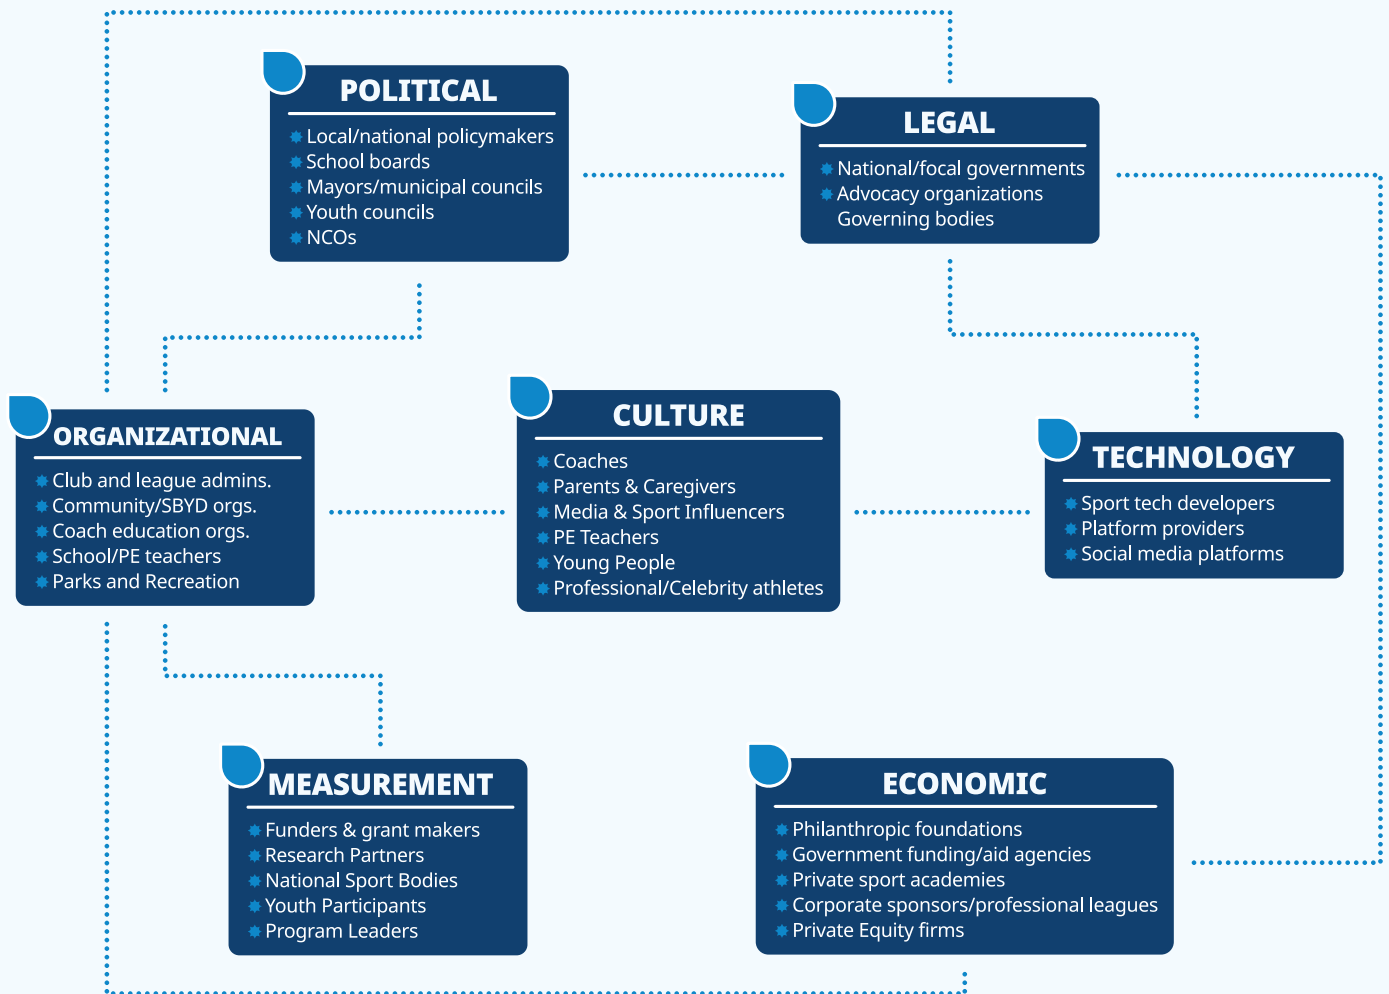 POLITICAL
Local/national policymakers
School boards
Mayors/municipal councils
Youth councils
NCOs
LEGAL
National/focal governments
Advocacy organizations
Governing bodies
ORGANIZATIONAL
Club and league admins.
Community/SBYD orgs.
Coach education orgs.
School/PE teachers
Parks and Recreation
CULTURE
Coaches
Parents & Caregivers
Media & Sport Influencers
PE Teachers
Young People
Professional/Celebrity athletes
TECHNOLOGY
Sport tech developers
Platform providers
Social media platforms
MEASUREMENT
Funders & grant makers
Research Partners
National Sport Bodies
Youth Participants
Program Leaders
ECONOMIC
Philanthropic foundations
Government funding/aid agencies
Private sport academies
Corporate sponsors/professional leagues
Private Equity firms